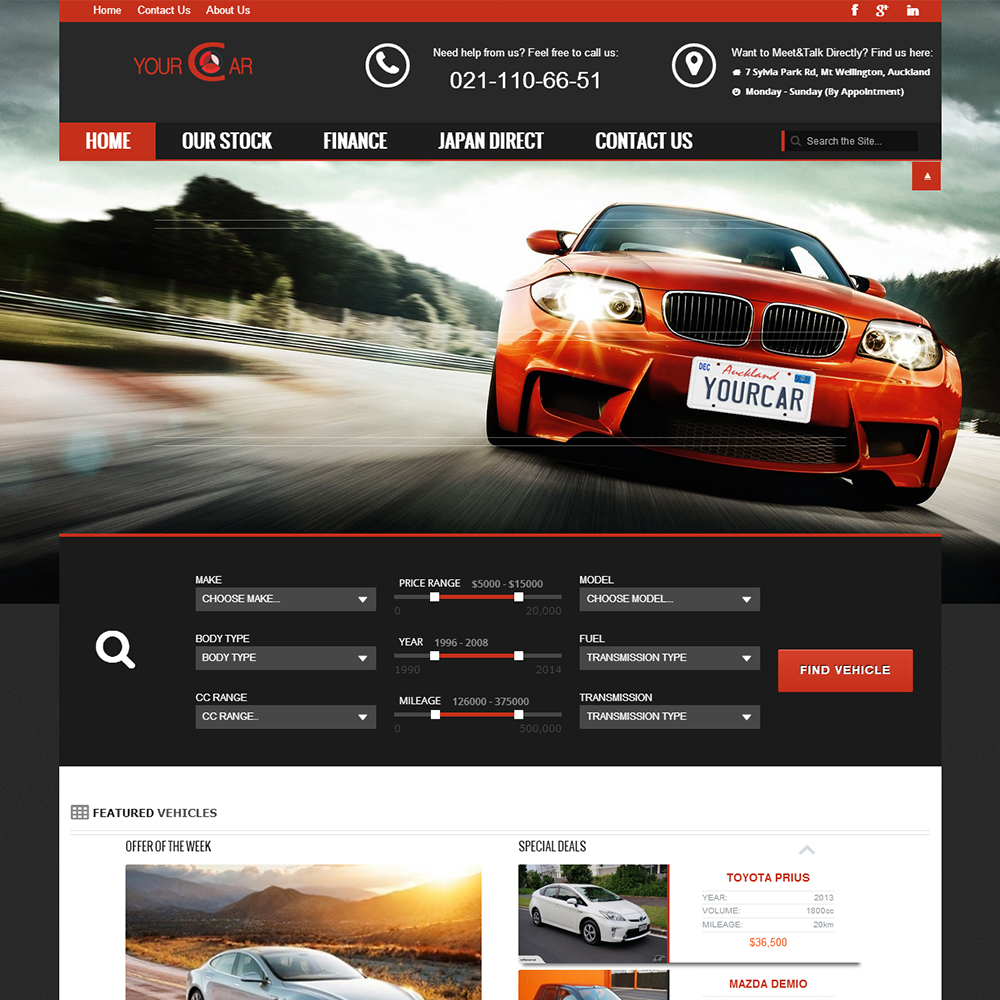 Home Contact Us About Us
YOUR CAR
Need help from us? Feel free to call us:
021-110-66-51
Want to Meet&Talk Directly? Find us here:
7 Sylvia Park Rd, Mt Wellington, Auckland
Monday - Sunday (By Appointment)
HOME OUR STOCK FINANCE JAPAN DIRECT CONTACT US
Search the Site...
DEC Auckland
YOURCAR
MAKE
CHOOSE MAKE...
PRICE RANGE $5000 - $15000
0 20,000
MODEL
CHOOSE MODEL...
BODY TYPE
BODY TYPE
YEAR 1996 - 2008
1990 2014
FUEL
TRANSMISSION TYPE
CC RANGE
CC RANGE..
MILEAGE 126000 - 375000
0 500,000
TRANSMISSION
TRANSMISSION TYPE
FIND VEHICLE
FEATURED VEHICLES
OFFER OF THE WEEK
SPECIAL DEALS
TOYOTA PRIUS
YEAR: 2013
VOLUME: 1800cc
MILEAGE: 20km
$36,500
MAZDA DEMIO